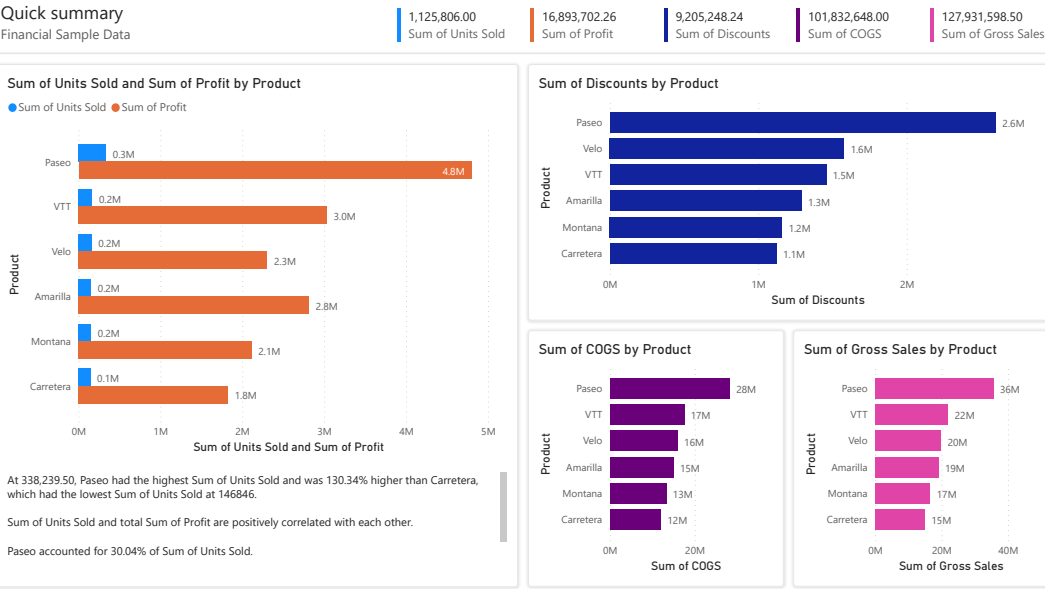 Quick summary
Financial Sample Data
1,125,806.00
Sum of Units Sold
16,893,702.26
Sum of Profit
9,205,248.24
Sum of Discounts
101,832,648.00
Sum of COGS
127,931,598.50
Sum of Gross Sales
Sum of Units Sold and Sum of Profit by Product
Sum of Units Sold Sum of Profit
Product
Paseo
0.3M
4.8M
VTT
0.2M
3.0M
Velo
0.2M
2.3M
Amarilla
0.2M
2.8M
Montana
0.2M
2.1M
Carretera
0.1M
1.8M
0M 1M 2M 3M 4M 5M
Sum of Units Sold and Sum of Profit
At 338,239.50, Paseo had the highest Sum of Units Sold and was 130.34% higher than Carretera,
which had the lowest Sum of Units Sold at 146846.
Sum of Units Sold and total Sum of Profit are positively correlated with each other.
Paseo accounted for 30.04% of Sum of Units Sold.
Sum of Discounts by Product
Product
Paseo 2.6M
Velo 1.6M
VTT 1.5M
Amarilla 1.3M
Montana 1.2M
Carretera 1.1M
0M 1M 2M
Sum of Discounts
Sum of COGS by Product
Product
Paseo 28M
VTT 17M
Velo 16M
Amarilla 15M
Montana 13M
Carretera 12M
0M 20M
Sum of COGS
Sum of Gross Sales by Product
Product
Paseo 36M
VTT 22M
Velo 20M
Amarilla 19M
Montana 17M
Carretera 15M
0M 20M 40M
Sum of Gross Sales